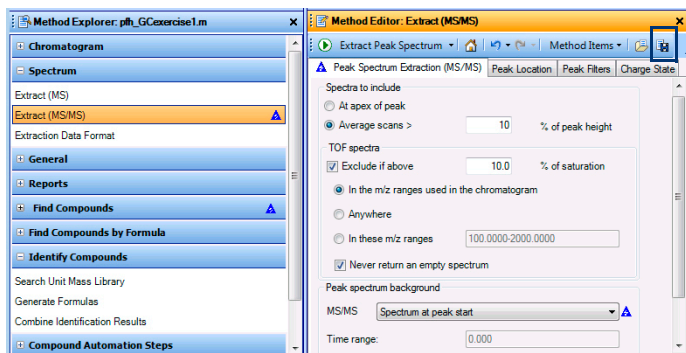 Method Explorer: pfh_GCexercise1.m
Chromatogram
Spectrum
Extract (MS)
Extract (MS/MS)
Extraction Data Format
General
Reports
Find Compounds
Find Compounds by Formula
Identify Compounds
Search Unit Mass Library
Generate Formulas
Combine Identification Results
Compound Automation Steps
Method Editor: Extract (MS/MS)
Extract Peak Spectrum Method Items
Peak Spectrum Extraction (MS/MS) Peak Location Peak Filters Charge State
Spectra to include
At apex of peak
Average scans > 10 % of peak height
TOF spectra
Exclude if above 10.0 % of saturation
In the m/z ranges used in the chromatogram
Anywhere
In these m/z ranges 100.0000-2000.0000
Never return an empty spectrum
Peak spectrum background
MS/MS Spectrum at peak start
Time range: 0.000